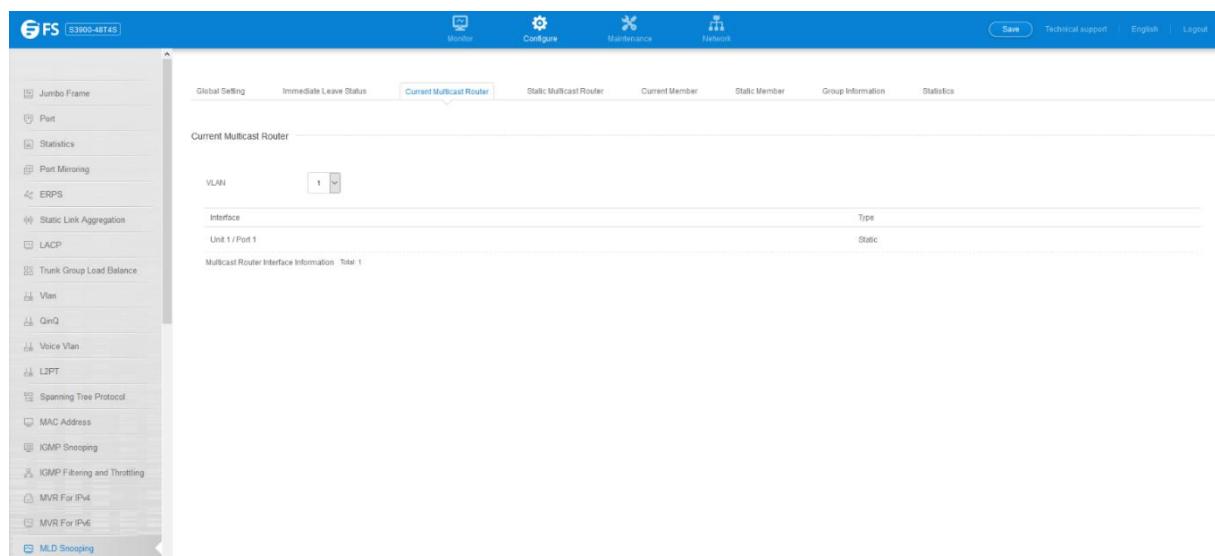 FS S3900-48T4S
Monitor Configure Maintenance Network
Save Technical support English Logout
Jumbo Frame
Port
Statistics
Port Mirroring
ERPS
Static Link Aggregation
LACP
Trunk Group Load Balance
Vlan
QinQ
Voice Vlan
L2PT
Spanning Tree Protocol
MAC Address
IGMP Snooping
IGMP Filtering and Throttling
MVR For IPv4
MVR For IPv6
MLD Snooping
Global Setting Immediate Leave Status Current Multicast Router Static Multicast Router Current Member Static Member Group Information Statistics
Current Multicast Router
VLAN 1
Interface Type
Unit 1 / Port 1 Static
Multicast Router Interface Information Total: 1